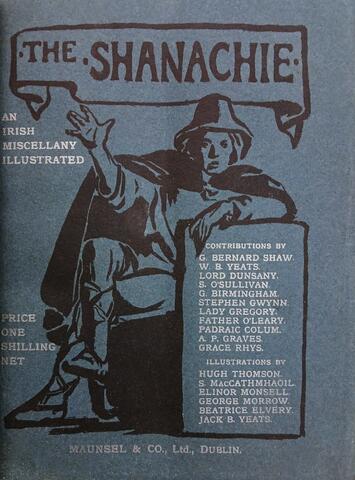 ·THE·SHANACHIE·
AN
IRISH
MISCELLANY
ILLUSTRATED
CONTRIBUTIONS BY
G. BERNARD SHAW.
W. B. YEATS.
LORD DUNSANY.
S. O'SULLIVAN.
G. BIRMINGHAM.
STEPHEN GWYNN.
LADY GREGORY.
FATHER O'LEARY.
PADRAIC COLUM.
A. P. GRAVES.
GRACE RHYS.
ILLUSTRATIONS BY
HUGH THOMSON.
S. MACCATHMHAOIL.
ELINOR MONSELL.
GEORGE MORROW.
BEATRICE ELVERY.
JACK B. YEATS.
PRICE
ONE
SHILLING
NET
MAUNSEL & CO., Ltd., DUBLIN.